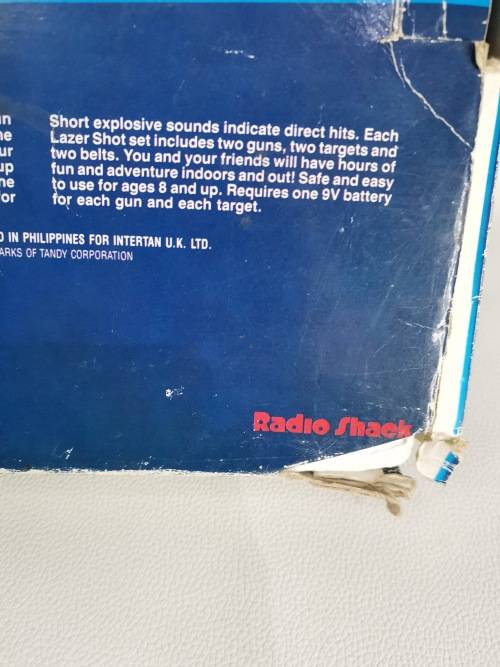 Short explosive sounds indicate direct hits. Each
Lazer Shot set includes two guns, two targets and
two belts. You and your friends will have hours of
fun and adventure indoors and out! Safe and easy
to use for ages 8 and up. Requires one 9V battery
for each gun and each target.
IN PHILIPPINES FOR INTERTAN U.K. LTD.
OF TANDY CORPORATION
Radio Shack